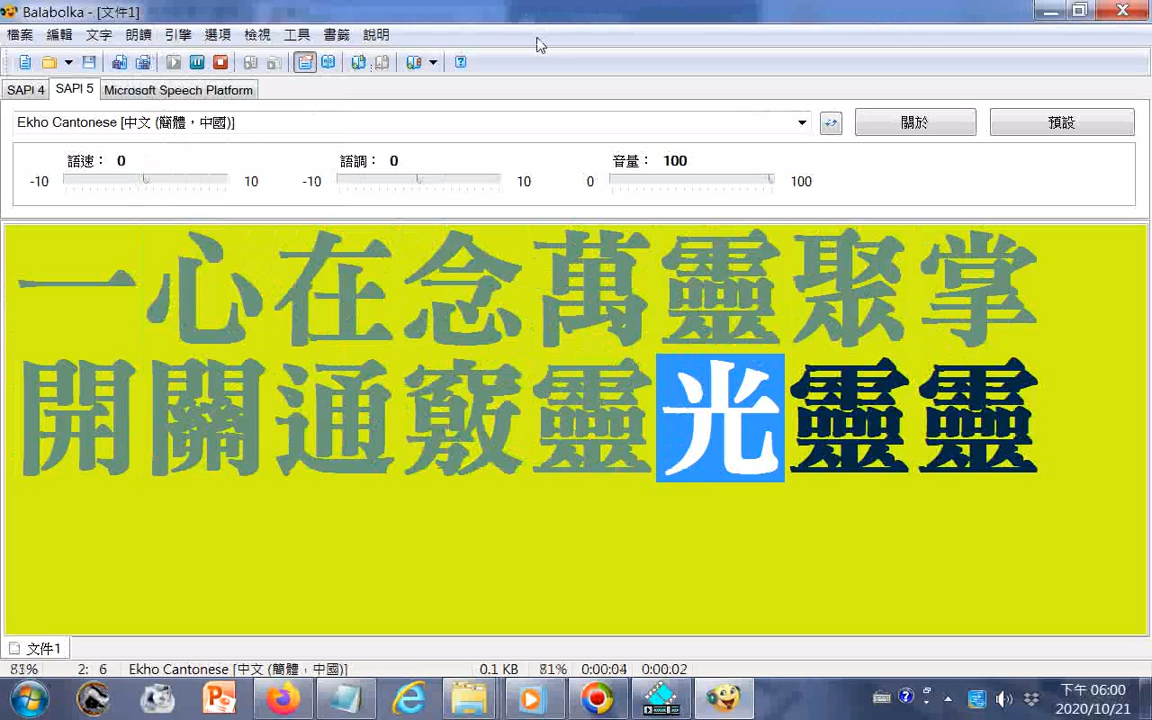 Balabolka - [文件1]
檔案 編輯 文字 朗讀 引擎 選項 檢視 工具 書籤 說明
SAPI 4 SAPI 5 Microsoft Speech Platform
Ekho Cantonese [中文 (簡體，中國)] 關於 預設
語速： 0 語調： 0 音量： 100
-10 10 -10 10 0 100
一心在念萬靈聚掌
開關通竅靈光靈靈
文件1
81% 2: 6 Ekho Cantonese [中文 (簡體，中國)] 0.1 KB 81% 0:00:04 0:00:02
下午 06:00
2020/10/21